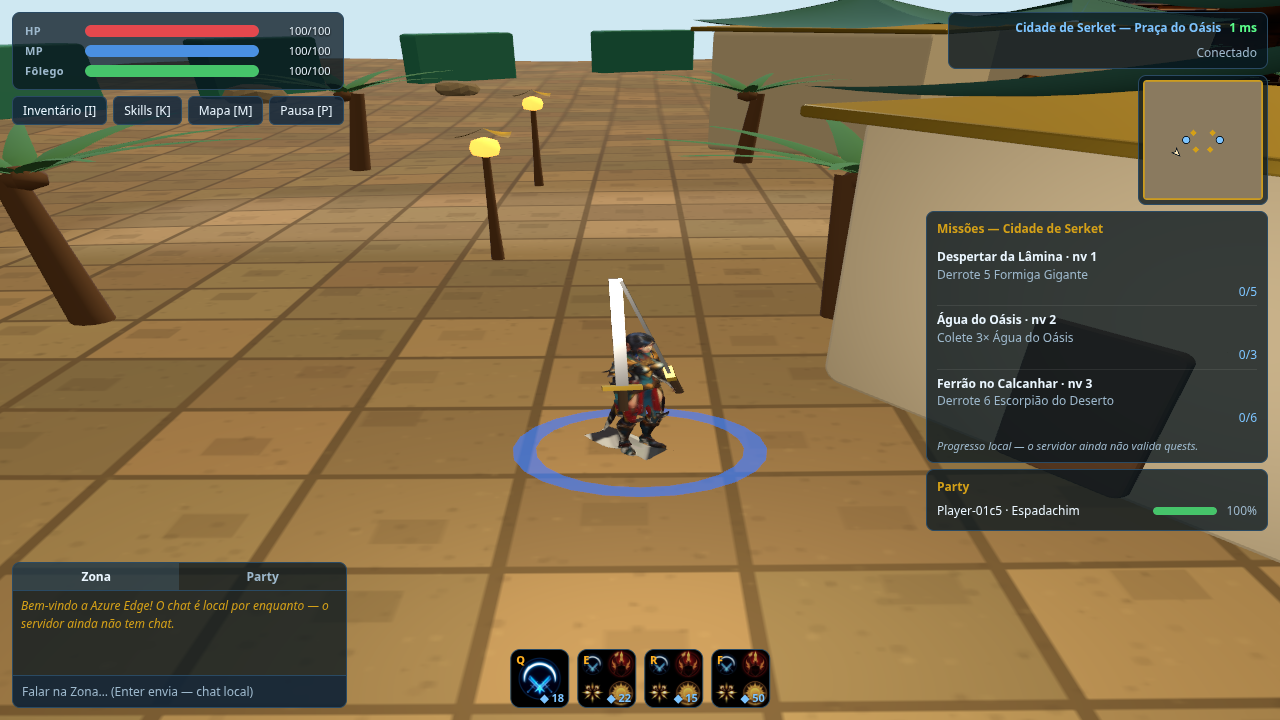 HP 100/100
MP 100/100
Fôlego 100/100
Inventário [I] Skills [K] Mapa [M] Pausa [P]
Cidade de Serket — Praça do Oásis 1 ms
Conectado
Missões — Cidade de Serket
Despertar da Lâmina · nv 1
Derrote 5 Formiga Gigante
0/5
Água do Oásis · nv 2
Colete 3× Água do Oásis
0/3
Ferrão no Calcanhar · nv 3
Derrote 6 Escorpião do Deserto
0/6
Progresso local — o servidor ainda não valida quests.
Party
Player-01c5 · Espadachim 100%
Zona Party
Bem-vindo a Azure Edge! O chat é local por enquanto — o
servidor ainda não tem chat.
Falar na Zona... (Enter envia — chat local)
Q E R F
18 22 15 50